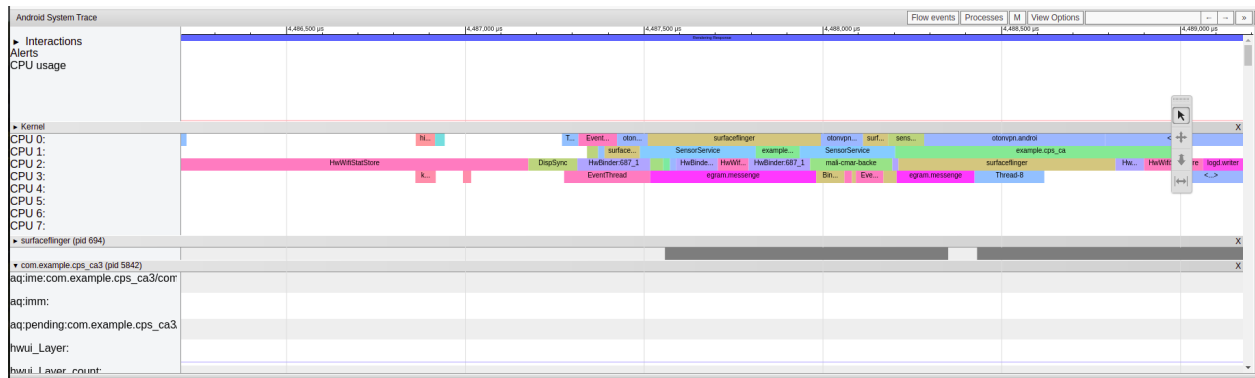 Android System Trace Flow events Processes M View Options ← → »
4,486,500 µs 4,487,000 µs 4,487,500 µs 4,488,000 µs 4,488,500 µs 4,489,000 µs
▸ Interactions
Alerts
CPU usage
▸ Kernel X
CPU 0: hi... T... Event... oton... surfaceflinger otonvpn... surf... sens... otonvpn.androi
CPU 1: surface... SensorService example... SensorService example.cps_ca
CPU 2: HwWifiStatStore DispSync HwBinder:687_1 HwBinde... HwWif... HwBinder:687_1 mali-cmar-backe surfaceflinger Hw... logd.writer
CPU 3: k... EventThread egram.messenge Bin... Eve... egram.messenge Thread-8 <...>
CPU 4:
CPU 5:
CPU 6:
CPU 7:
▸ surfaceflinger (pid 694) X
▾ com.example.cps_ca3 (pid 5842) X
aq:ime:com.example.cps_ca3/com
aq:imm:
aq:pending:com.example.cps_ca3.
hwui_Layer:
hwui_Layer_count: